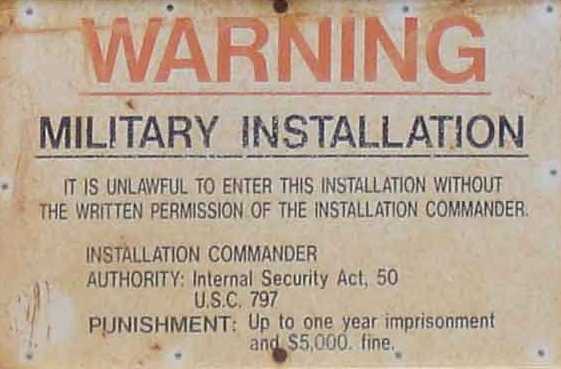 WARNING
MILITARY INSTALLATION
IT IS UNLAWFUL TO ENTER THIS INSTALLATION WITHOUT
THE WRITTEN PERMISSION OF THE INSTALLATION COMMANDER.
INSTALLATION COMMANDER
AUTHORITY: Internal Security Act, 50
U.S.C. 797
PUNISHMENT: Up to one year imprisonment
and $5,000. fine.